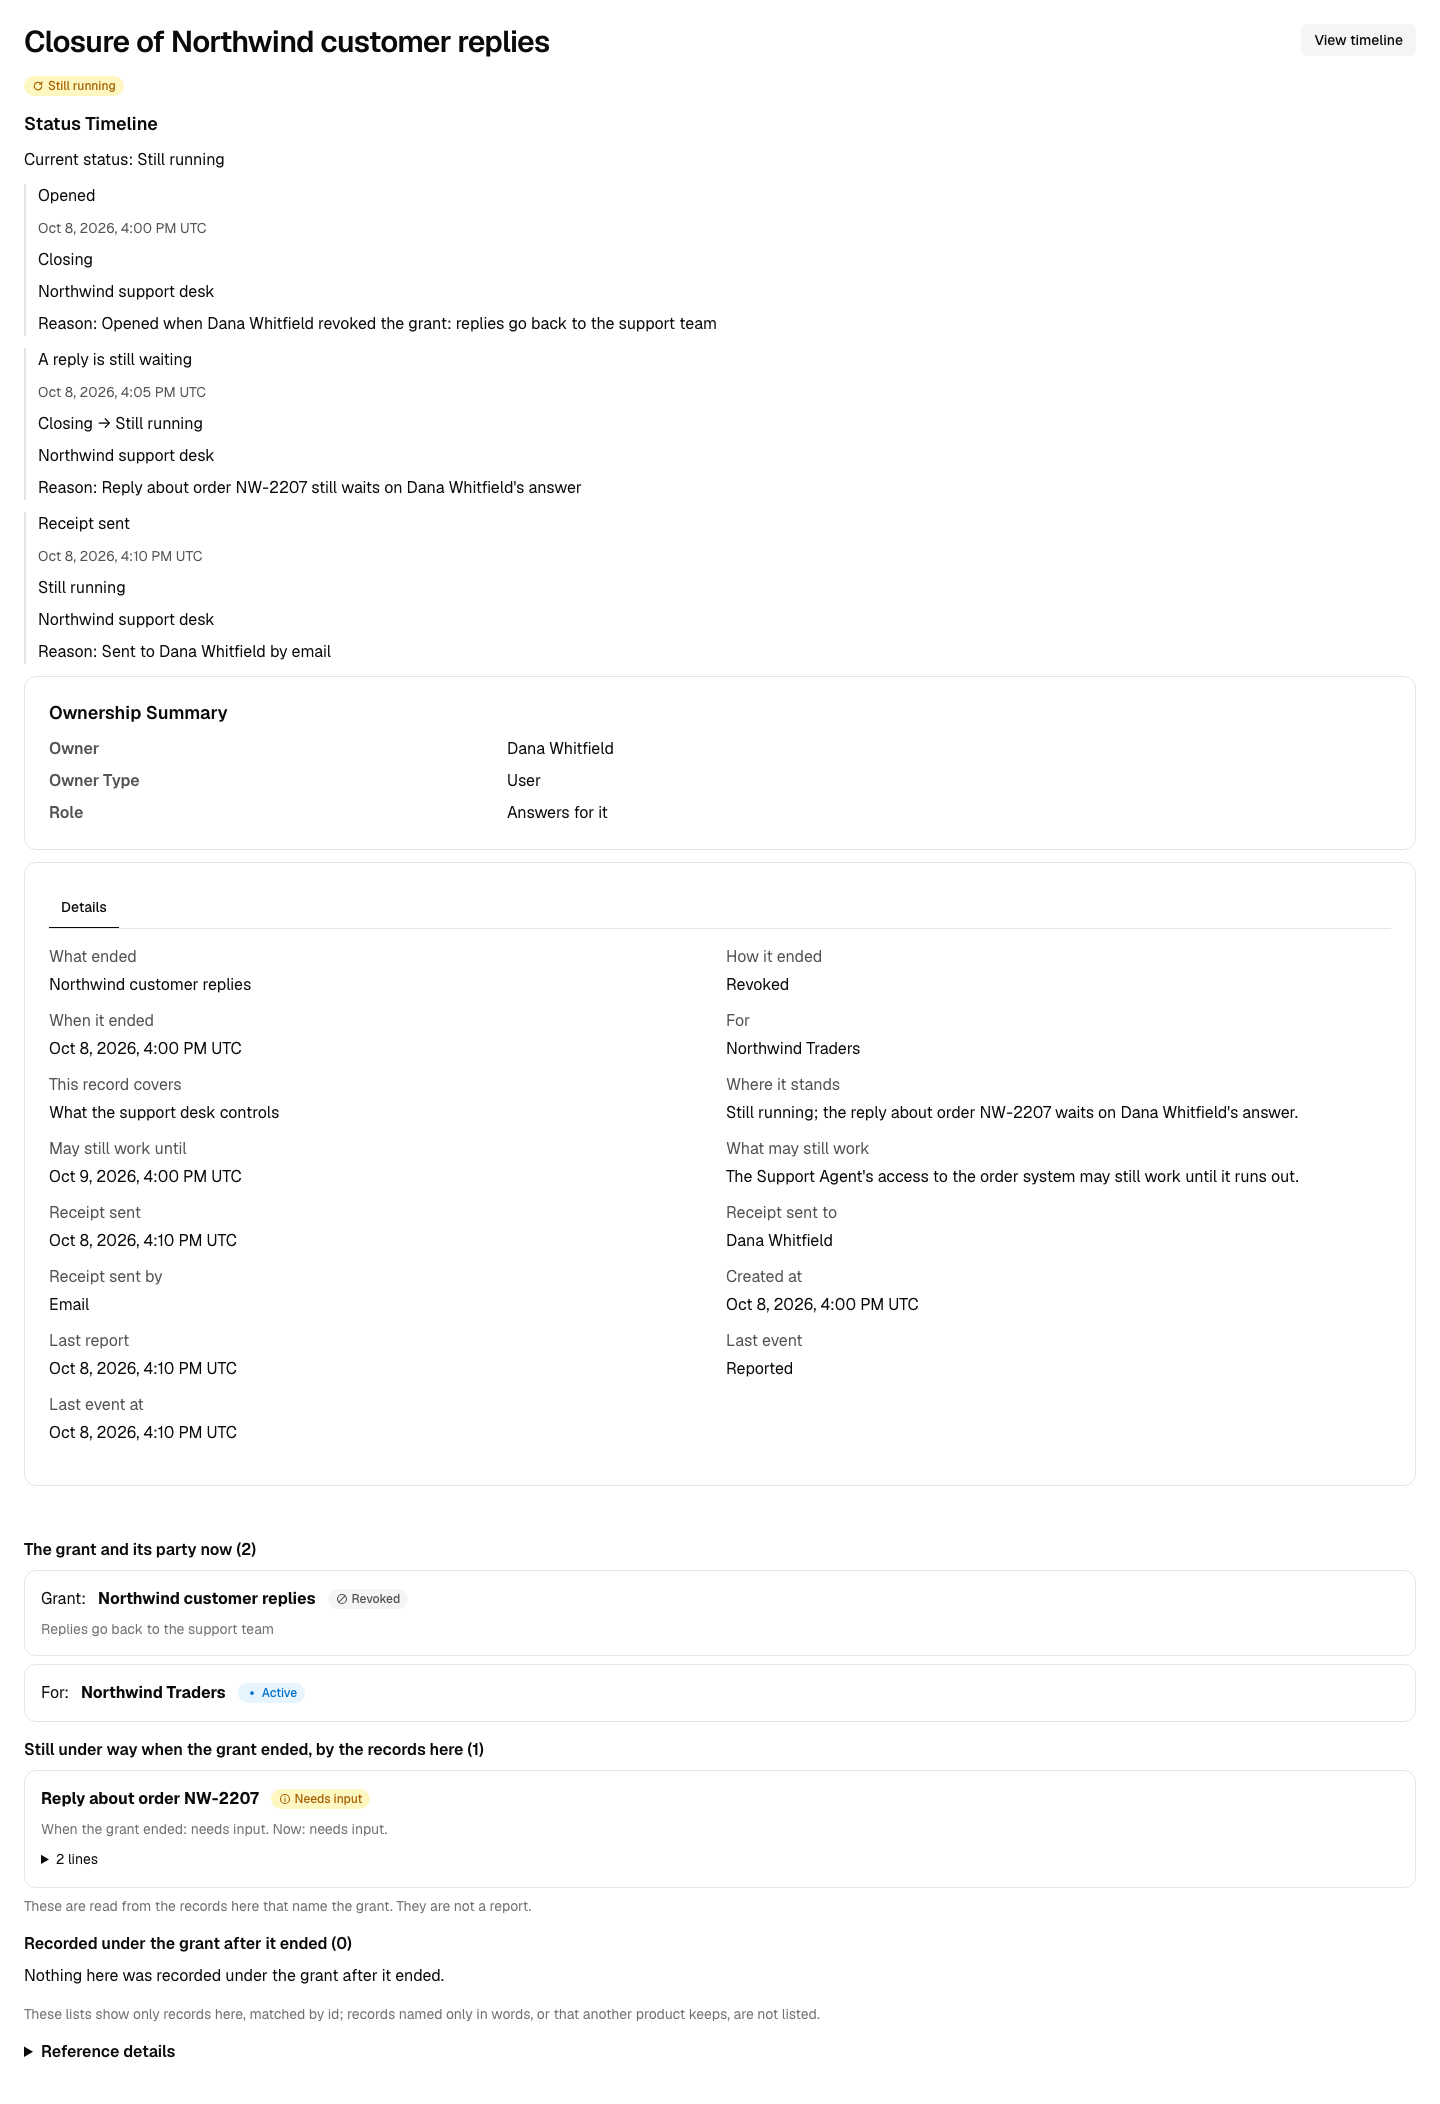 Closure of Northwind customer replies
View timeline
Still running
Status Timeline
Current status: Still running
Opened
Oct 8, 2026, 4:00 PM UTC
Closing
Northwind support desk
Reason: Opened when Dana Whitfield revoked the grant: replies go back to the support team
A reply is still waiting
Oct 8, 2026, 4:05 PM UTC
Closing → Still running
Northwind support desk
Reason: Reply about order NW-2207 still waits on Dana Whitfield's answer
Receipt sent
Oct 8, 2026, 4:10 PM UTC
Still running
Northwind support desk
Reason: Sent to Dana Whitfield by email
Ownership Summary
Owner
Dana Whitfield
Owner Type
User
Role
Answers for it
Details
What ended
Northwind customer replies
How it ended
Revoked
When it ended
Oct 8, 2026, 4:00 PM UTC
For
Northwind Traders
This record covers
What the support desk controls
Where it stands
Still running; the reply about order NW-2207 waits on Dana Whitfield's answer.
May still work until
Oct 9, 2026, 4:00 PM UTC
What may still work
The Support Agent's access to the order system may still work until it runs out.
Receipt sent
Oct 8, 2026, 4:10 PM UTC
Receipt sent to
Dana Whitfield
Receipt sent by
Email
Created at
Oct 8, 2026, 4:00 PM UTC
Last report
Oct 8, 2026, 4:10 PM UTC
Last event
Reported
Last event at
Oct 8, 2026, 4:10 PM UTC
The grant and its party now (2)
Grant: Northwind customer replies Revoked
Replies go back to the support team
For: Northwind Traders Active
Still under way when the grant ended, by the records here (1)
Reply about order NW-2207 Needs input
When the grant ended: needs input. Now: needs input.
2 lines
These are read from the records here that name the grant. They are not a report.
Recorded under the grant after it ended (0)
Nothing here was recorded under the grant after it ended.
These lists show only records here, matched by id; records named only in words, or that another product keeps, are not listed.
Reference details